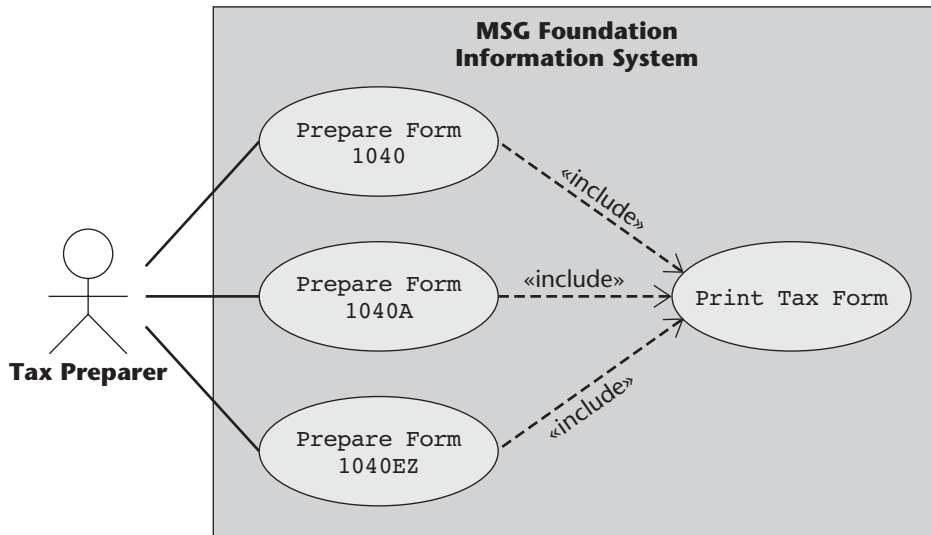 MSG Foundation
Information System
Prepare Form
1040
«include»
Prepare Form
1040A
«include»
Print Tax Form
Tax Preparer
Prepare Form
1040EZ
«include»